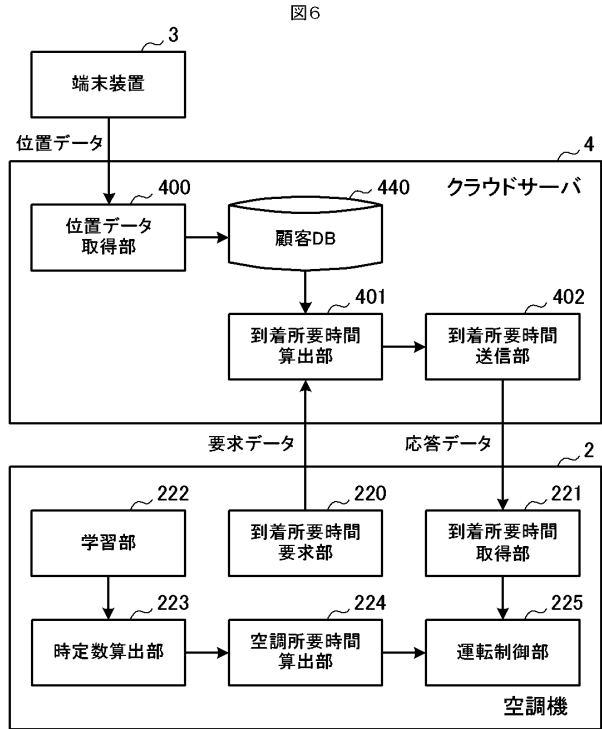 図6
3
端末装置
位置データ
4
クラウドサーバ
400
位置データ
取得部
440
顧客DB
401
到着所要時間
算出部
402
到着所要時間
送信部
要求データ
応答データ
2
222
学習部
220
到着所要時間
要求部
221
到着所要時間
取得部
223
時定数算出部
224
空調所要時間
算出部
225
運転制御部
空調機